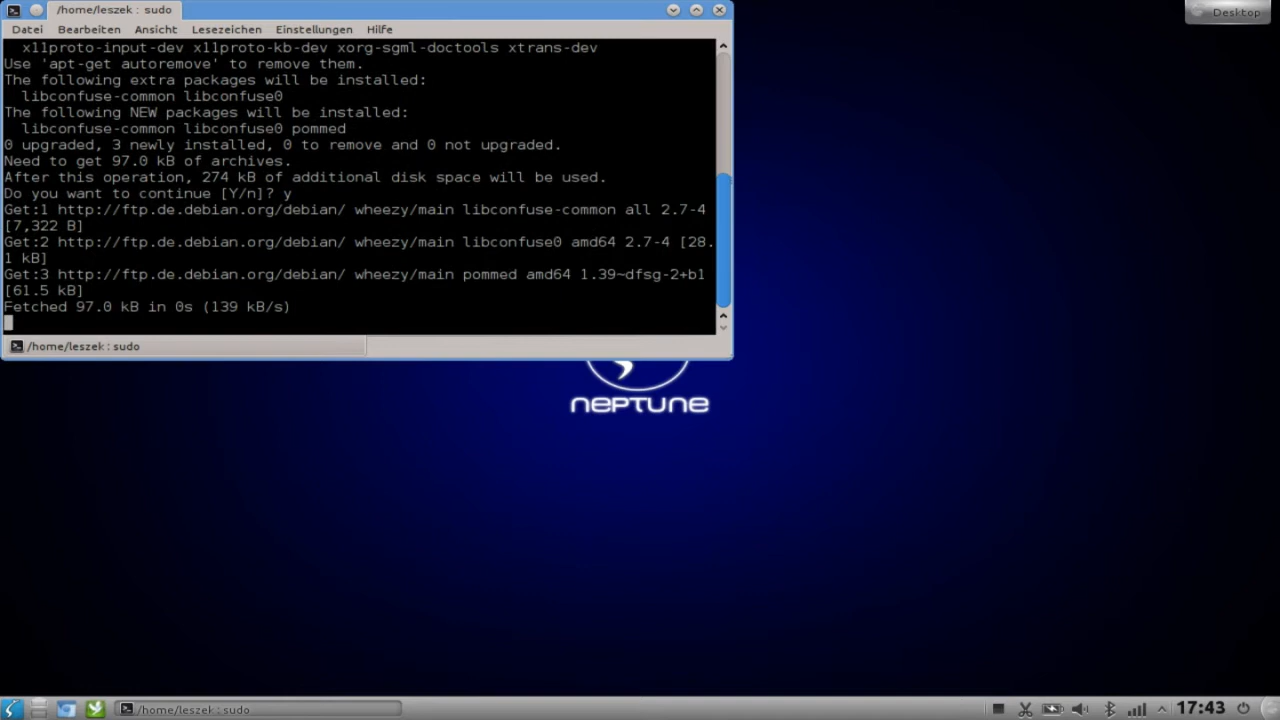 /home/leszek : sudo
Desktop
Datei Bearbeiten Ansicht Lesezeichen Einstellungen Hilfe
x11proto-input-dev x11proto-kb-dev xorg-sgml-doctools xtrans-dev
Use 'apt-get autoremove' to remove them.
The following extra packages will be installed:
libconfuse-common libconfuse0
The following NEW packages will be installed:
libconfuse-common libconfuse0 pommed
0 upgraded, 3 newly installed, 0 to remove and 0 not upgraded.
Need to get 97.0 kB of archives.
After this operation, 274 kB of additional disk space will be used.
Do you want to continue [Y/n]? y
Get:1 http://ftp.de.debian.org/debian/ wheezy/main libconfuse-common all 2.7-4
[7,322 B]
Get:2 http://ftp.de.debian.org/debian/ wheezy/main libconfuse0 amd64 2.7-4 [28.
1 kB]
Get:3 http://ftp.de.debian.org/debian/ wheezy/main pommed amd64 1.39~dfsg-2+b1
[61.5 kB]
Fetched 97.0 kB in 0s (139 kB/s)
/home/leszek : sudo
NEPTUNE
/home/leszek : sudo
17:43